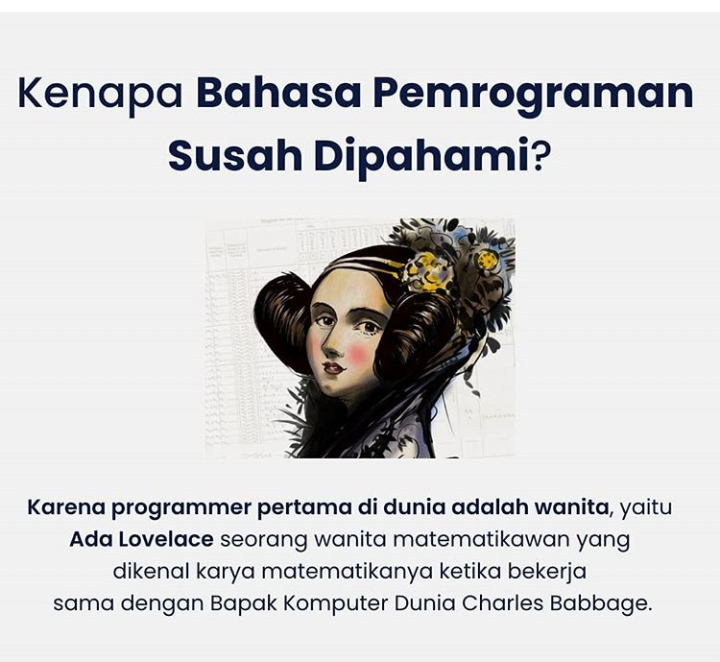 Kenapa Bahasa Pemrograman
Susah Dipahami?
Karena programmer pertama di dunia adalah wanita, yaitu
Ada Lovelace seorang wanita matematikawan yang
dikenal karya matematikanya ketika bekerja
sama dengan Bapak Komputer Dunia Charles Babbage.